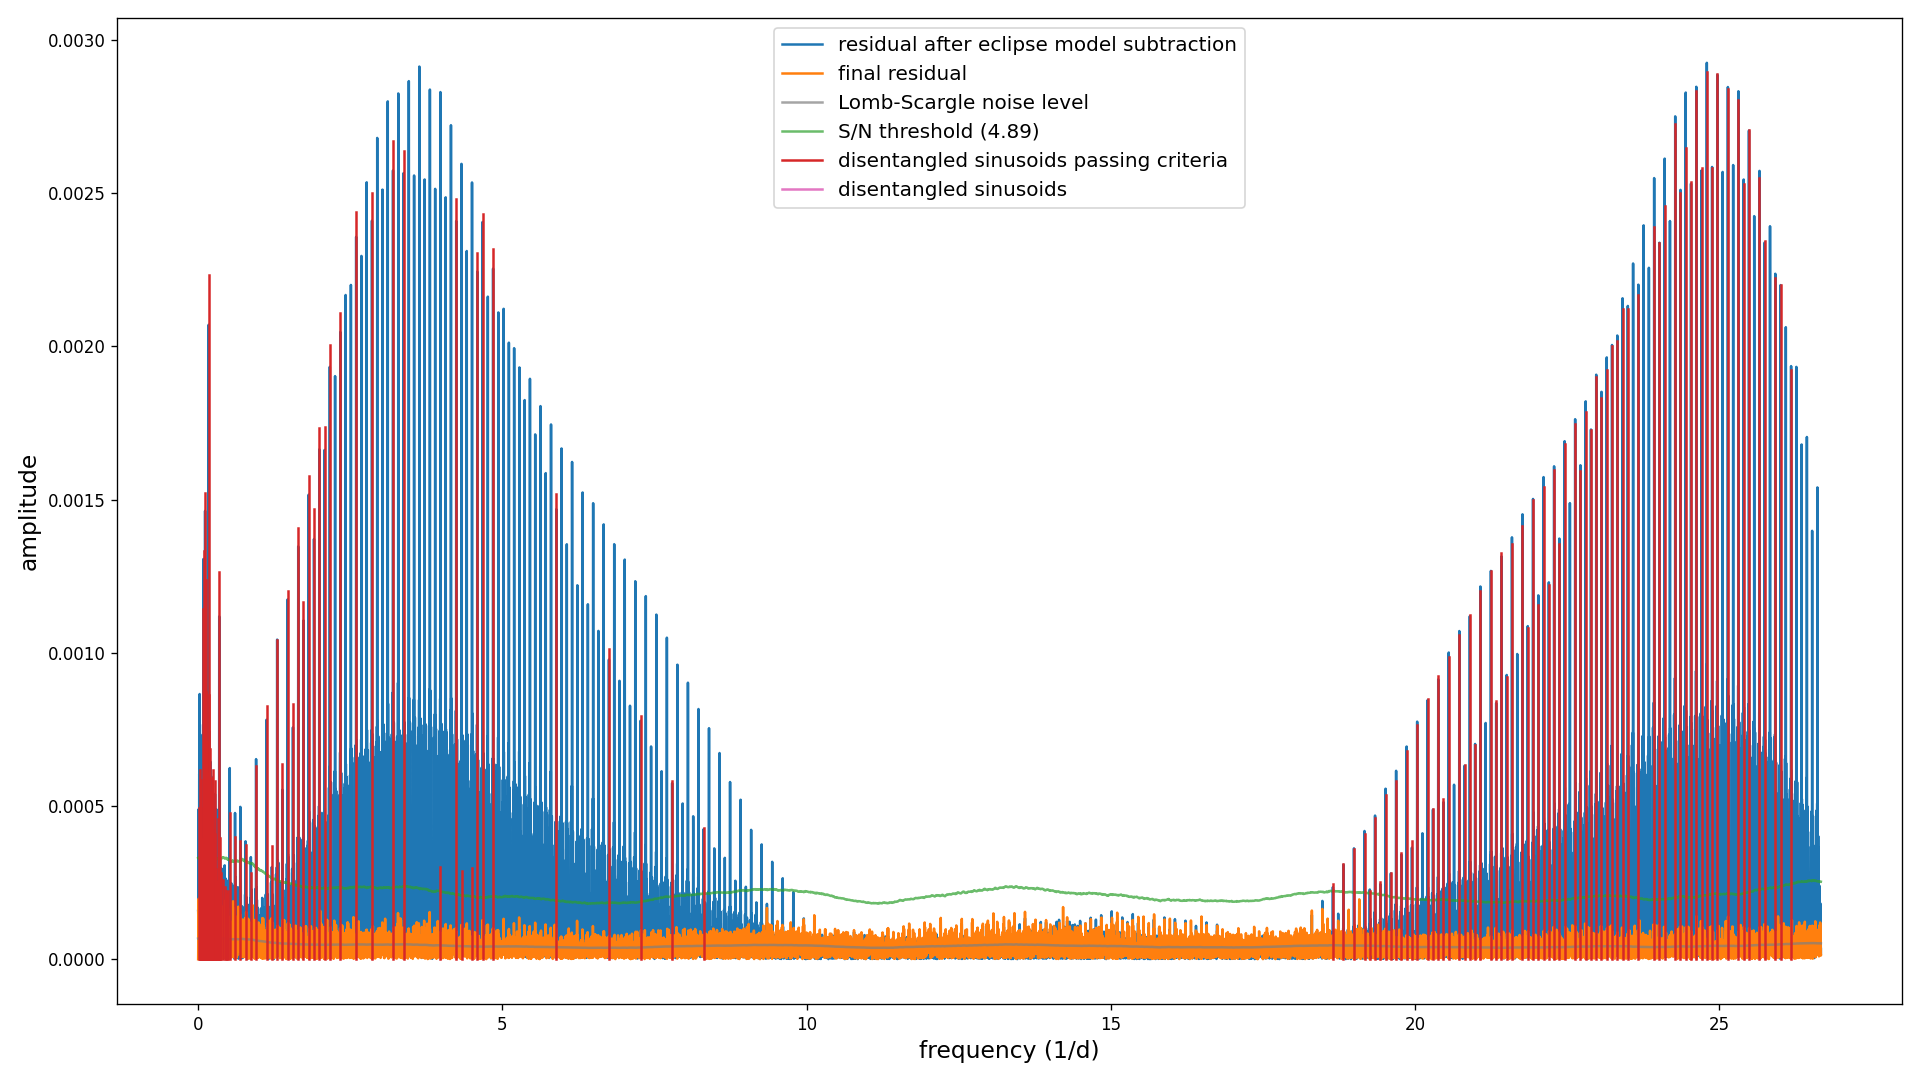 0.0030
0.0025
0.0020
0.0015
0.0010
0.0005
0.0000
amplitude
residual after eclipse model subtraction
final residual
Lomb-Scargle noise level
S/N threshold (4.89)
disentangled sinusoids passing criteria
disentangled sinusoids
0 5 10 15 20 25
frequency (1/d)